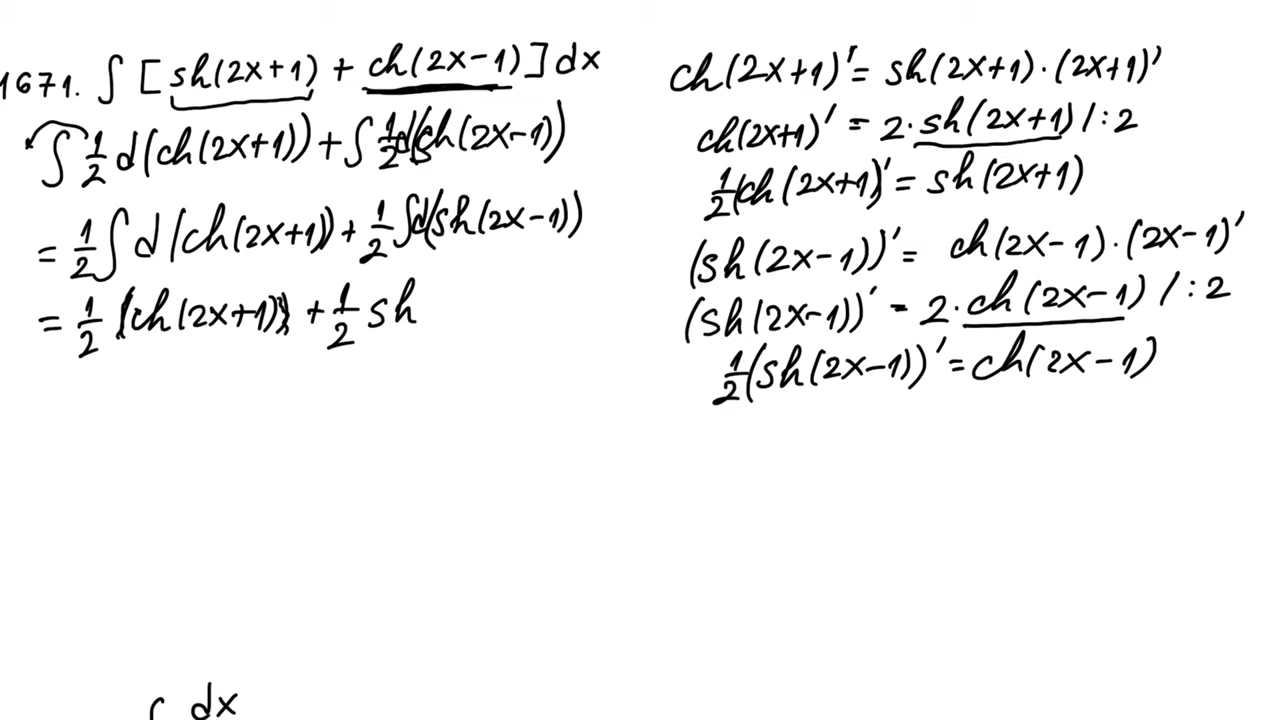 1671. ∫ [sh(2x+1) + ch(2x-1)] dx
∫ 1/2 d(ch(2x+1)) + ∫ 1/2 d(ch(2x-1))
= 1/2 ∫ d(ch(2x+1)) + 1/2 ∫ d(sh(2x-1))
= 1/2 (ch(2x+1)) + 1/2 sh
ch(2x+1)' = sh(2x+1) · (2x+1)'
ch(2x+1)' = 2 · sh(2x+1) / : 2
1/2 (ch(2x+1)' = sh(2x+1)
(sh(2x-1))' = ch(2x-1) · (2x-1)'
(sh(2x-1))' = 2 · ch(2x-1) / : 2
1/2 (sh(2x-1))' = ch(2x-1)
∫ dx